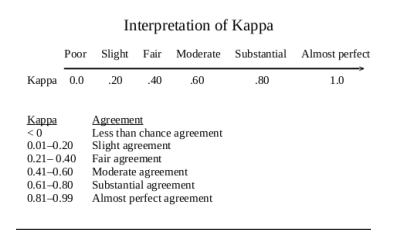 Interpretation of Kappa
Poor Slight Fair Moderate Substantial Almost perfect
Kappa 0.0 .20 .40 .60 .80 1.0
Kappa Agreement
< 0 Less than chance agreement
0.01–0.20 Slight agreement
0.21– 0.40 Fair agreement
0.41–0.60 Moderate agreement
0.61–0.80 Substantial agreement
0.81–0.99 Almost perfect agreement